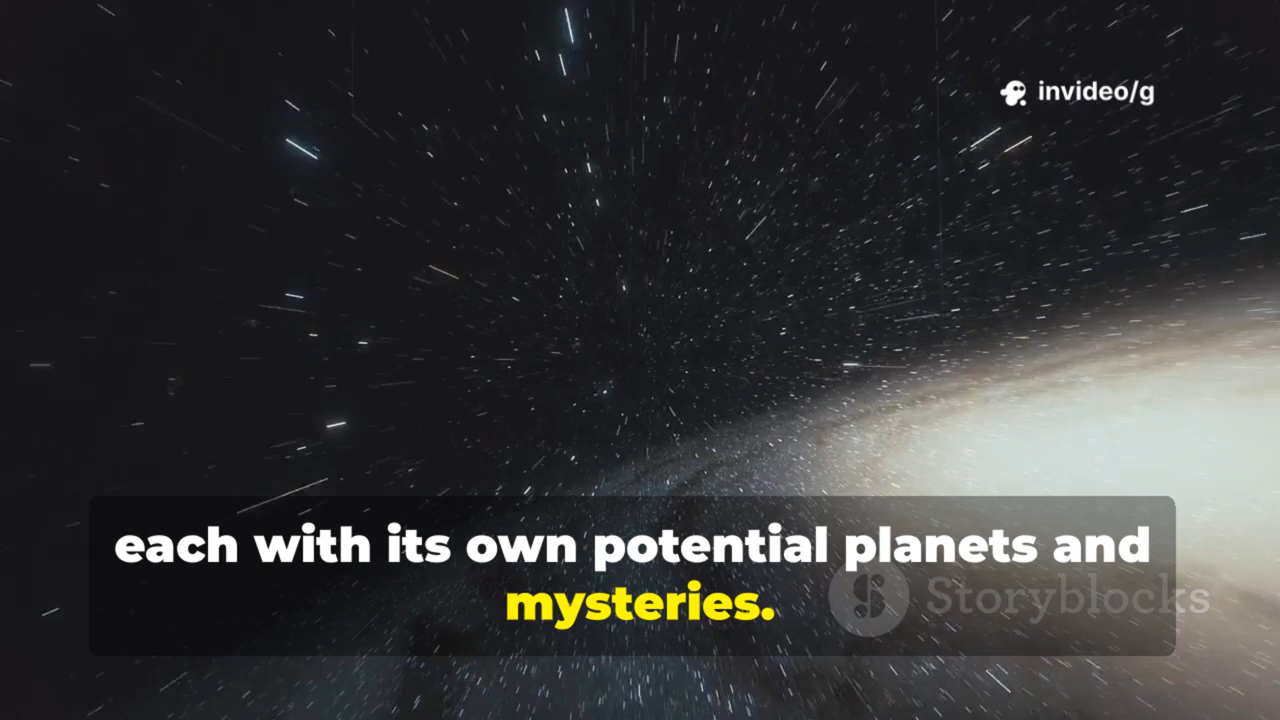 invideo/g
each with its own potential planets and
mysteries.
Storyblocks